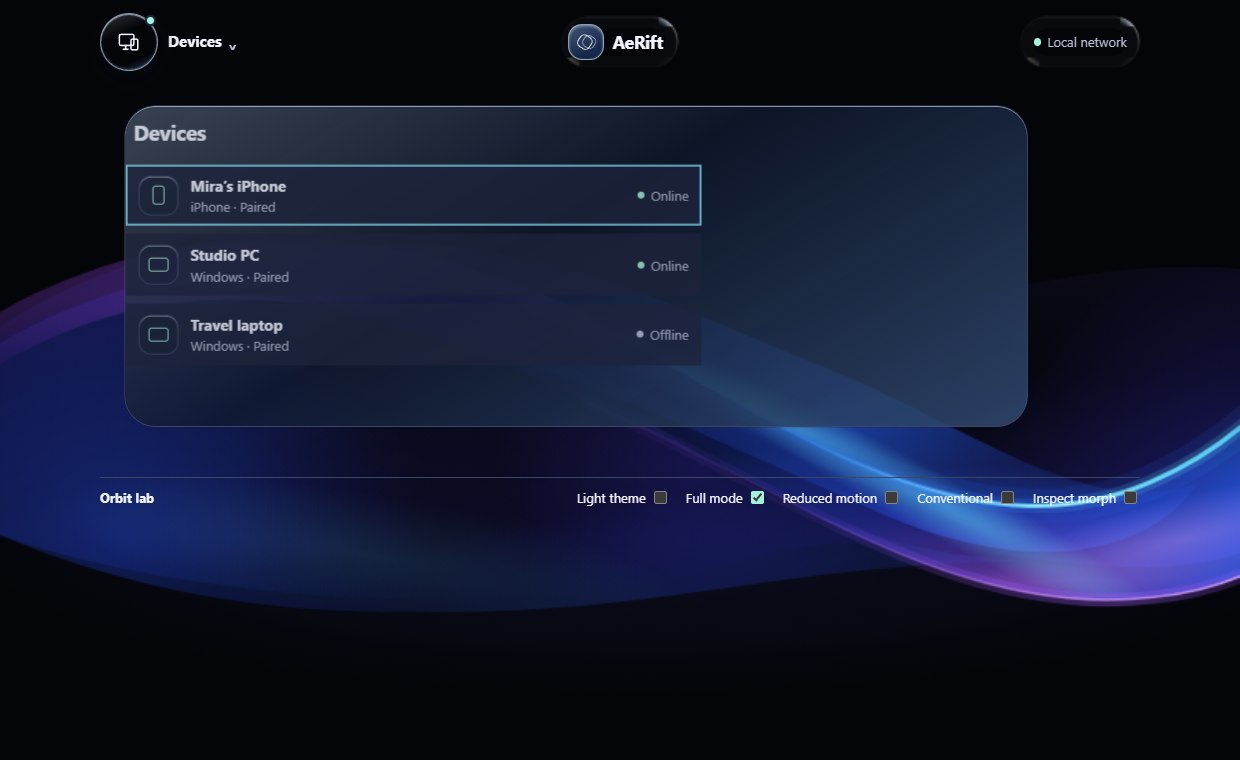 Devices
AeRift
Local network
Devices
Mira's iPhone
iPhone · Paired
Online
Studio PC
Windows · Paired
Online
Travel laptop
Windows · Paired
Offline
Orbit lab
Light theme
Full mode
Reduced motion
Conventional
Inspect morph